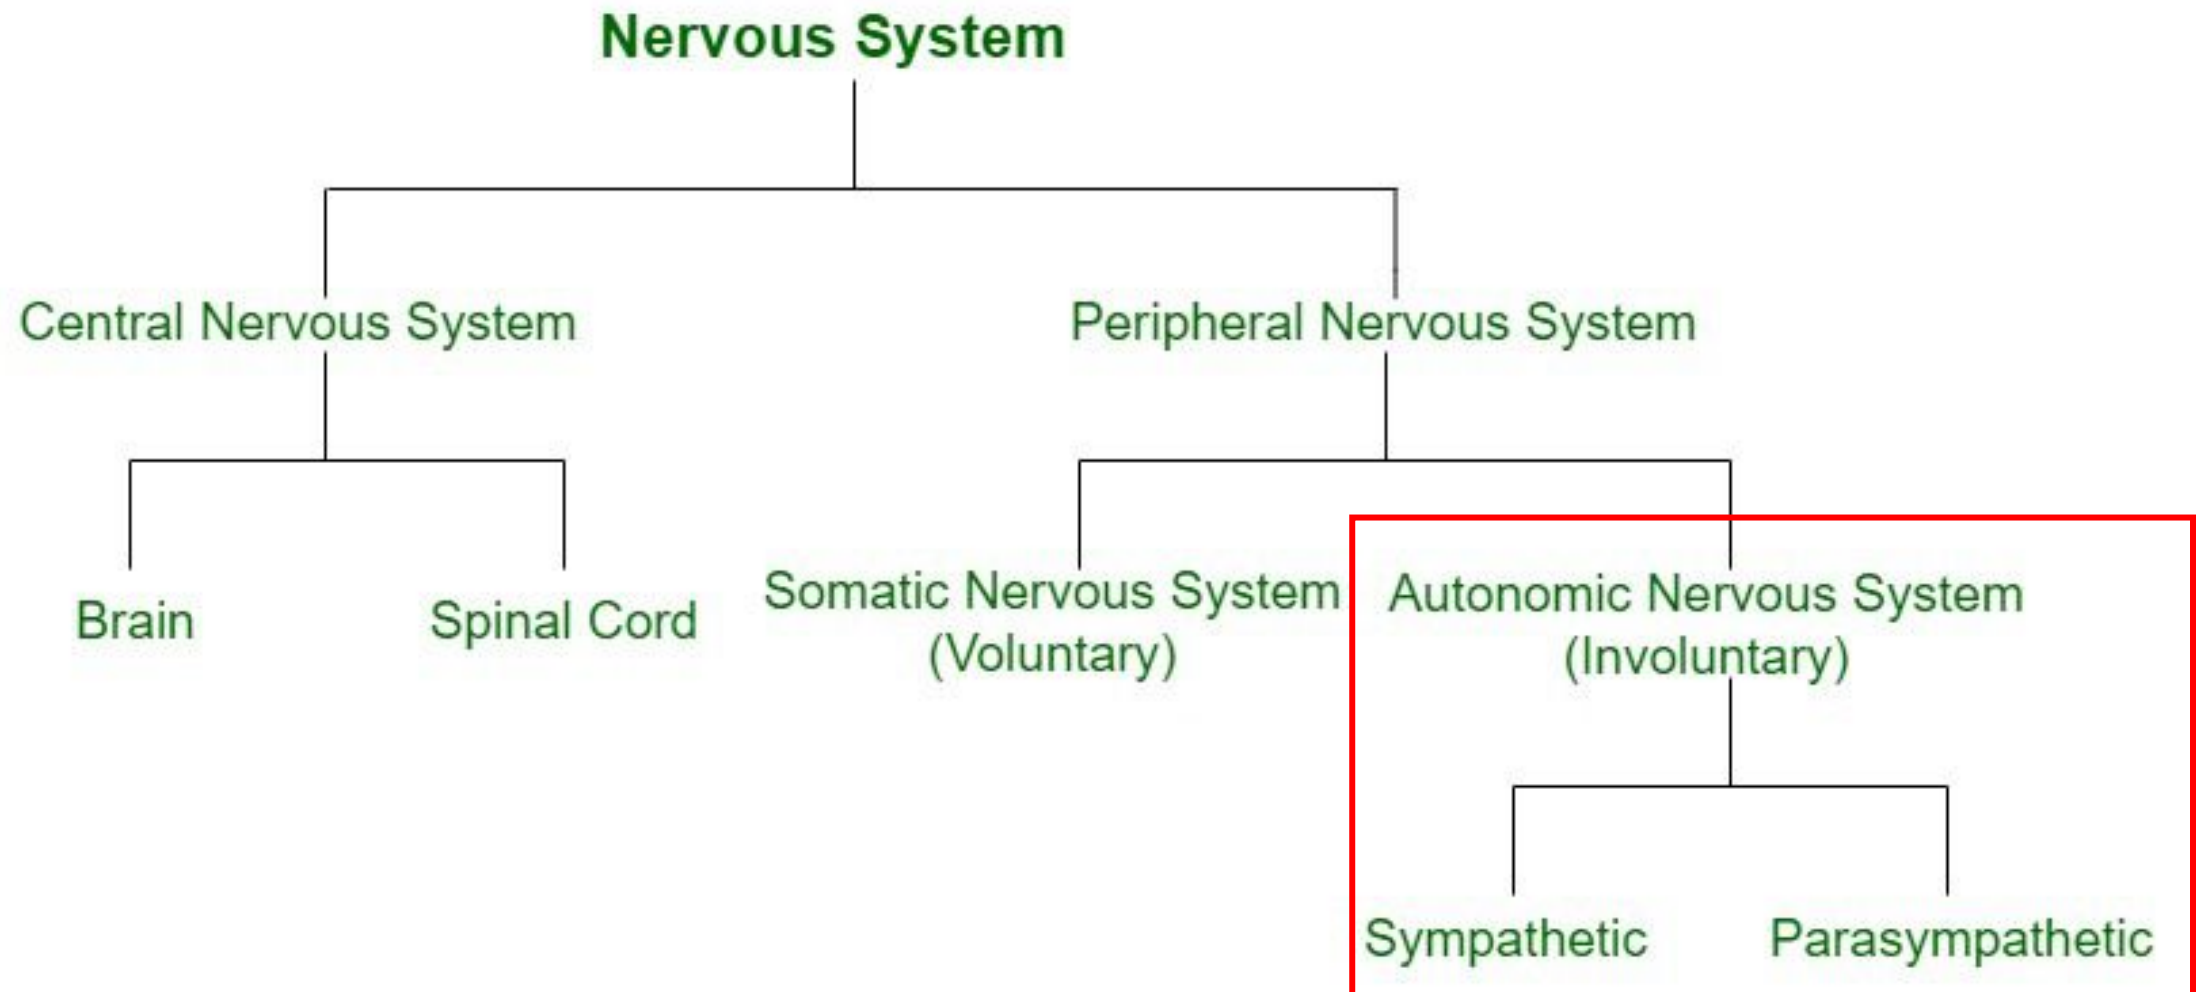 Nervous System
Central Nervous System
Peripheral Nervous System
Brain
Spinal Cord
Somatic Nervous System
(Voluntary)
Autonomic Nervous System
(Involuntary)
Sympathetic
Parasympathetic